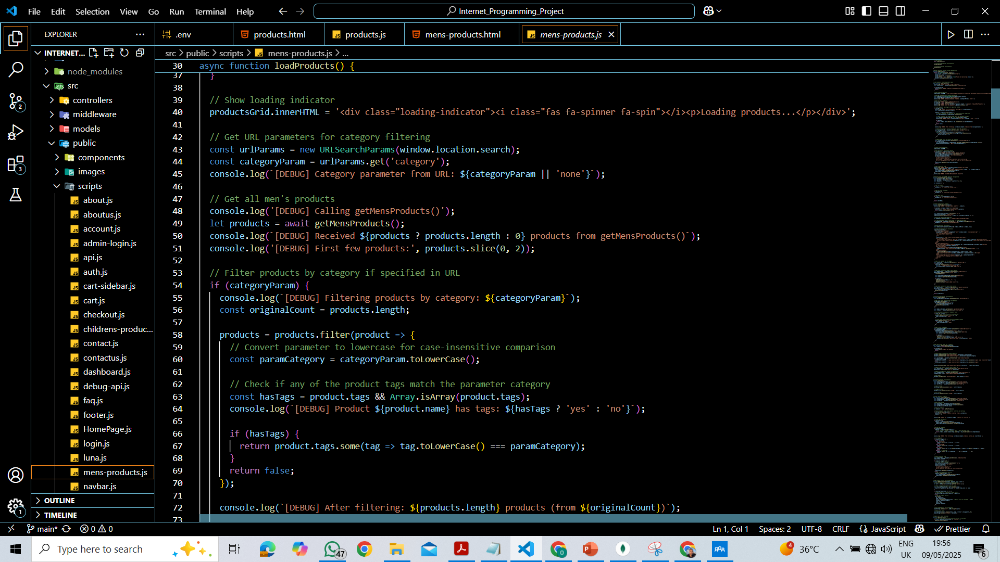 File Edit Selection View Go Run Terminal Help
Internet_Programming_Project
EXPLORER
.env
products.html
products.js
mens-products.html
mens-products.js
INTERNET...
src > public > scripts > mens-products.js > ...
node_modules
src
controllers
middleware
models
public
components
images
scripts
about.js
aboutus.js
account.js
admin-login.js
api.js
auth.js
cart-sidebar.js
cart.js
checkout.js
childrens-produc...
contact.js
contactus.js
dashboard.js
debug-api.js
faq.js
footer.js
HomePage.js
login.js
luna.js
mens-products.js
navbar.js
OUTLINE
TIMELINE
2
3
1
30 async function loadProducts() {
37 }
38
39 // Show loading indicator
40 productsGrid.innerHTML = '<div class="loading-indicator"><i class="fas fa-spinner fa-spin"></i><p>Loading products...</p></div>';
41
42 // Get URL parameters for category filtering
43 const urlParams = new URLSearchParams(window.location.search);
44 const categoryParam = urlParams.get('category');
45 console.log(`[DEBUG] Category parameter from URL: ${categoryParam || 'none'}`);
46
47 // Get all men's products
48 console.log('[DEBUG] Calling getMensProducts()');
49 let products = await getMensProducts();
50 console.log(`[DEBUG] Received ${products ? products.length : 0} products from getMensProducts()`);
51 console.log('[DEBUG] First few products:', products.slice(0, 2));
52
53 // Filter products by category if specified in URL
54 if (categoryParam) {
55 console.log(`[DEBUG] Filtering products by category: ${categoryParam}`);
56 const originalCount = products.length;
57
58 products = products.filter(product => {
59 // Convert parameter to lowercase for case-insensitive comparison
60 const paramCategory = categoryParam.toLowerCase();
61
62 // Check if any of the product tags match the parameter category
63 const hasTags = product.tags && Array.isArray(product.tags);
64 console.log(`[DEBUG] Product ${product.name} has tags: ${hasTags ? 'yes' : 'no'}`);
65
66 if (hasTags) {
67 return product.tags.some(tag => tag.toLowerCase() === paramCategory);
68 }
69 return false;
70 });
71
72 console.log(`[DEBUG] After filtering: ${products.length} products (from ${originalCount})`);
73
main* 0 0
Ln 1, Col 1 Spaces: 2 UTF-8 CRLF JavaScript Prettier
Type here to search
47
4
36°C
ENG
UK
19:56
09/05/2025
6